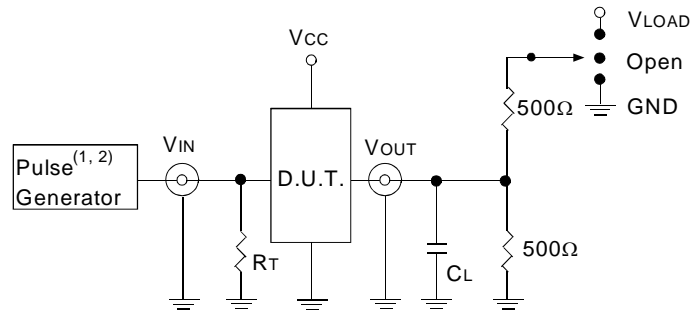 VLOAD
VCC
Open
500Ω
GND
VIN
VOUT
Pulse(1, 2)
Generator
D.U.T.
500Ω
RT
CL